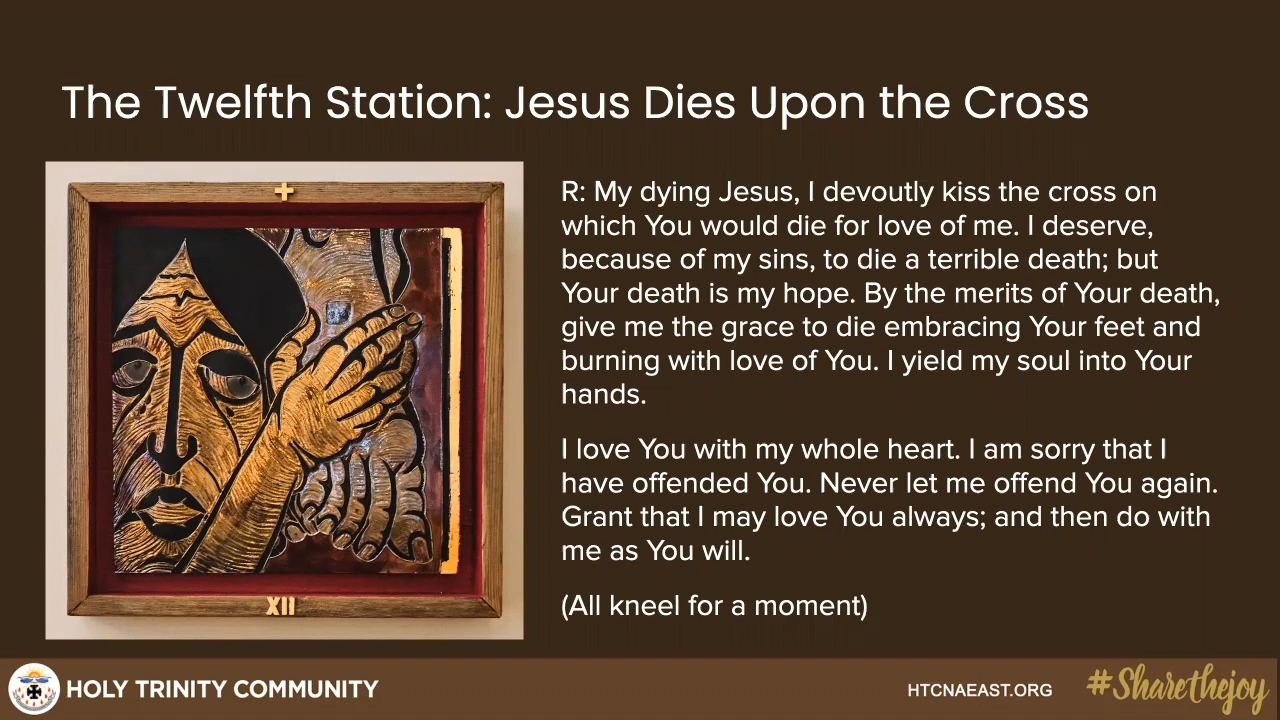 The Twelfth Station: Jesus Dies Upon the Cross
R: My dying Jesus, I devoutly kiss the cross on
which You would die for love of me. I deserve,
because of my sins, to die a terrible death; but
Your death is my hope. By the merits of Your death,
give me the grace to die embracing Your feet and
burning with love of You. I yield my soul into Your
hands.
I love You with my whole heart. I am sorry that I
have offended You. Never let me offend You again.
Grant that I may love You always; and then do with
me as You will.
(All kneel for a moment)
XII
HOLY TRINITY COMMUNITY
HTCNAEAST.ORG
#Sharethejoy